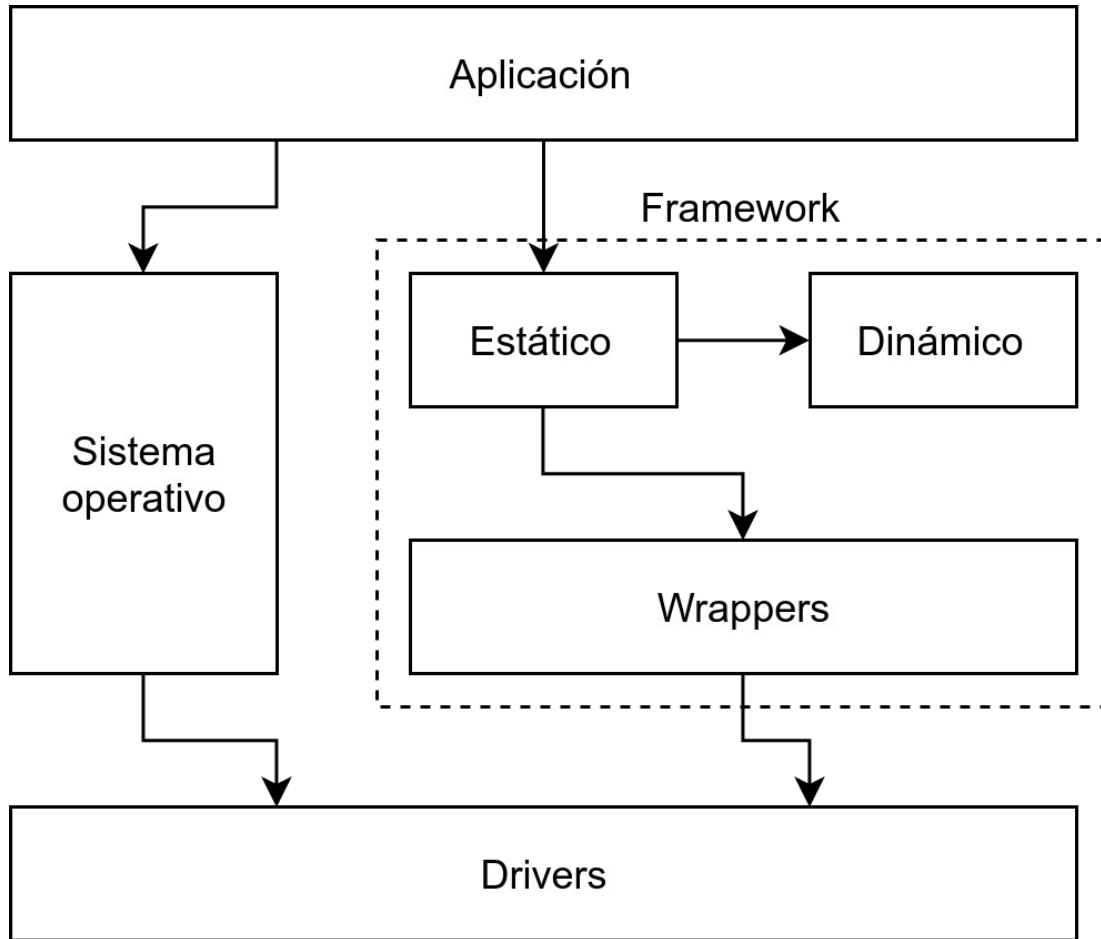 Aplicación
Framework
Estático
Dinámico
Sistema
operativo
Wrappers
Drivers